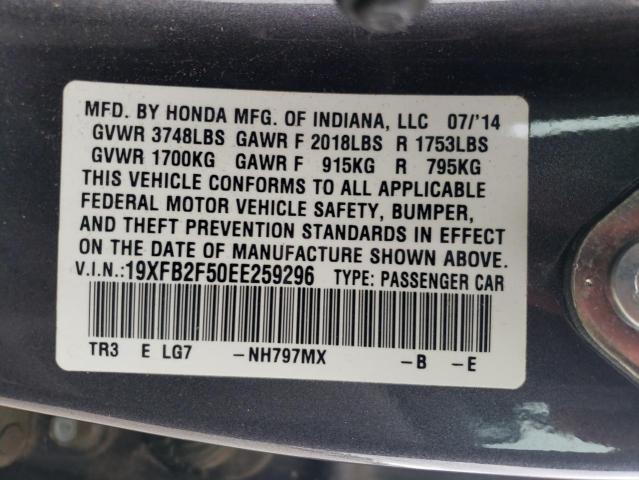 MFD. BY HONDA MFG. OF INDIANA, LLC 07/'14
GVWR 3748LBS GAWR F 2018LBS R 1753LBS
GVWR 1700KG GAWR F 915KG R 795KG
THIS VEHICLE CONFORMS TO ALL APPLICABLE
FEDERAL MOTOR VEHICLE SAFETY, BUMPER,
AND THEFT PREVENTION STANDARDS IN EFFECT
ON THE DATE OF MANUFACTURE SHOWN ABOVE.
V.I.N.:19XFB2F50EE259296 TYPE: PASSENGER CAR
TR3 E LG7 –NH797MX –B –E